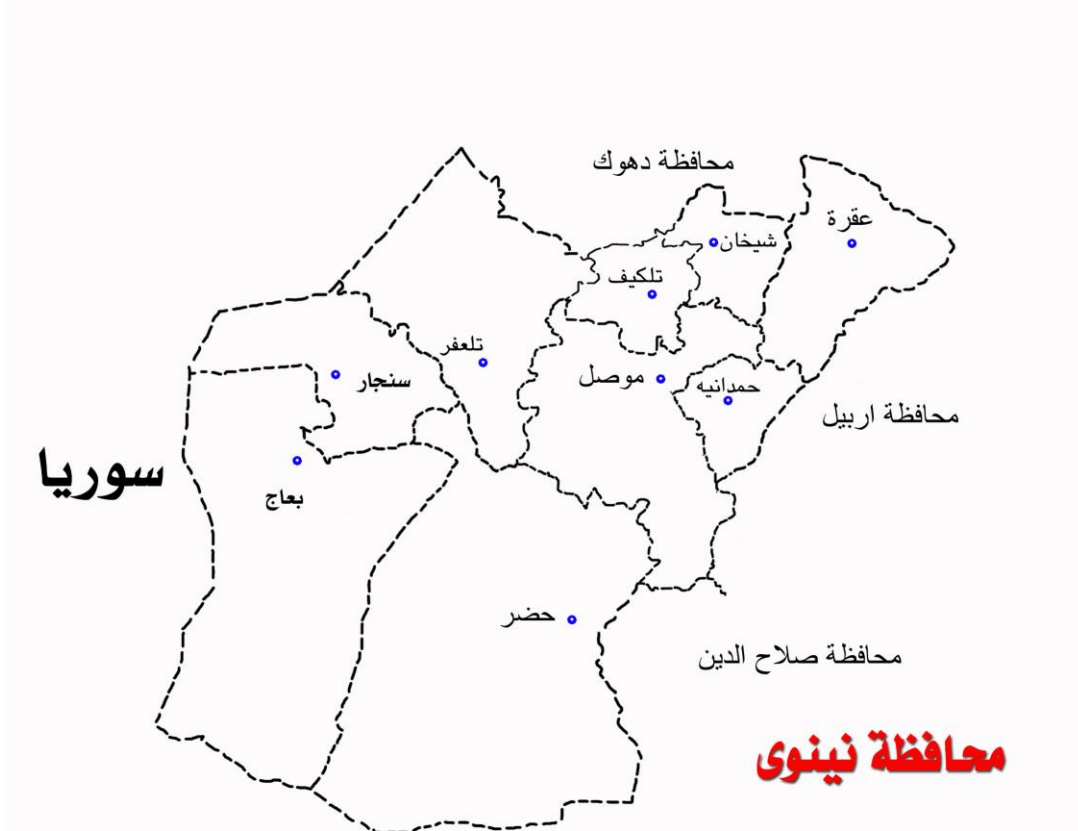 محافظة دهوك
عقرة
شيخان
تلكيف
تلعفر
موصل
سنجار
حمدانيه
محافظة اربيل
سوريا
بعاج
حضر
محافظة صلاح الدين
محافظة نينوى